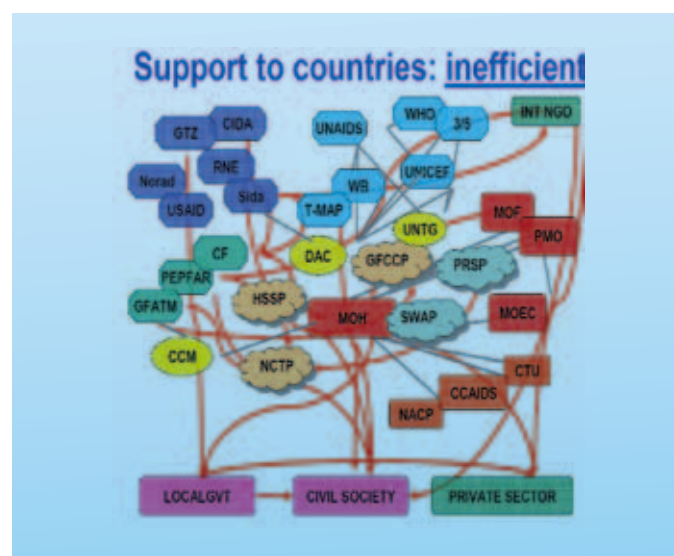 Support to countries: inefficient
WHO
INT NGO
CIDA
3/5
UNAIDS
GTZ
RNE
UNICEF
Norad
WB
Sida
USAID
T-MAP
MOF
UNTG
PMO
CF
DAC
GFCCP
PRSP
PEPFAR
HSSP
GFATM
MOH
SWAP
MOEC
CCM
NCTP
CTU
CCAIDS
NACP
LOCALGVT
CIVIL SOCIETY
PRIVATE SECTOR